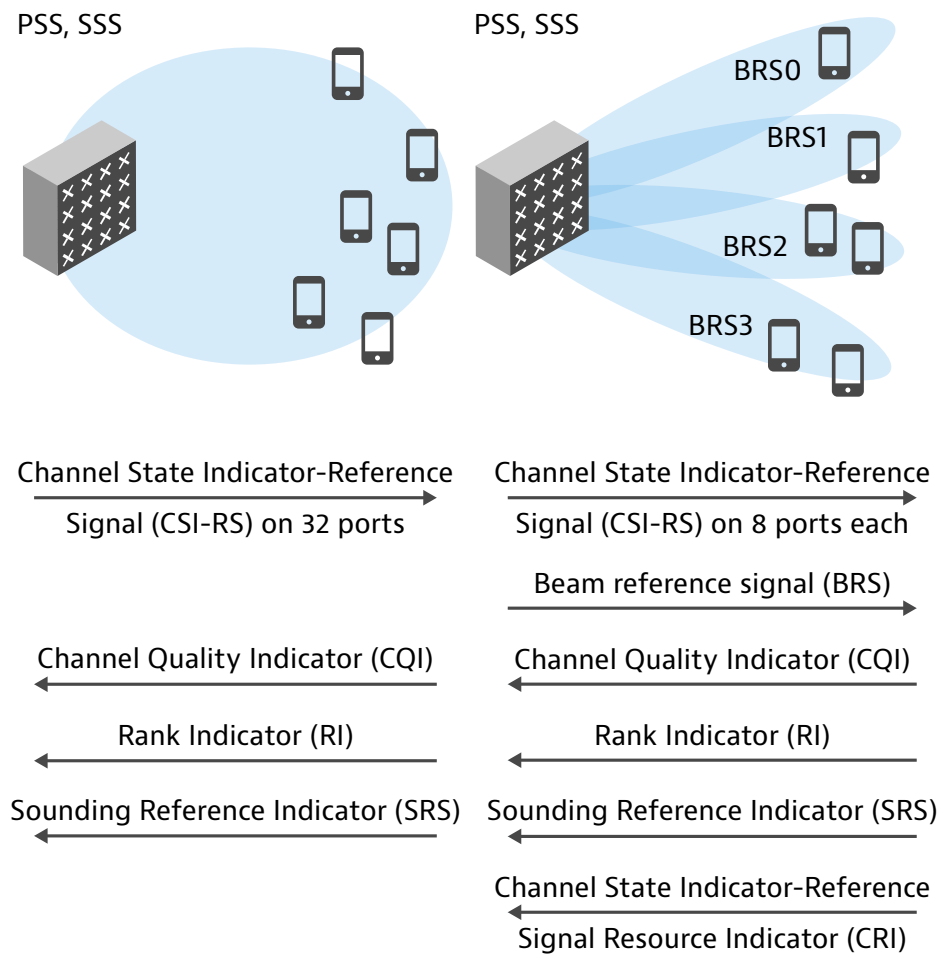 PSS, SSS
PSS, SSS
BRS0
BRS1
BRS2
BRS3
Channel State Indicator-Reference
Signal (CSI-RS) on 32 ports
Channel State Indicator-Reference
Signal (CSI-RS) on 8 ports each
Beam reference signal (BRS)
Channel Quality Indicator (CQI)
Channel Quality Indicator (CQI)
Rank Indicator (RI)
Rank Indicator (RI)
Sounding Reference Indicator (SRS)
Sounding Reference Indicator (SRS)
Channel State Indicator-Reference
Signal Resource Indicator (CRI)